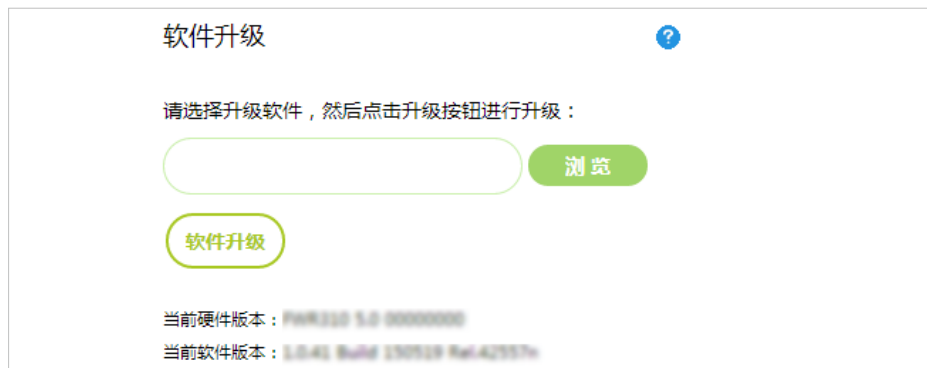 软件升级
?
请选择升级软件，然后点击升级按钮进行升级：
浏 览
软件升级
当前硬件版本：
当前软件版本：